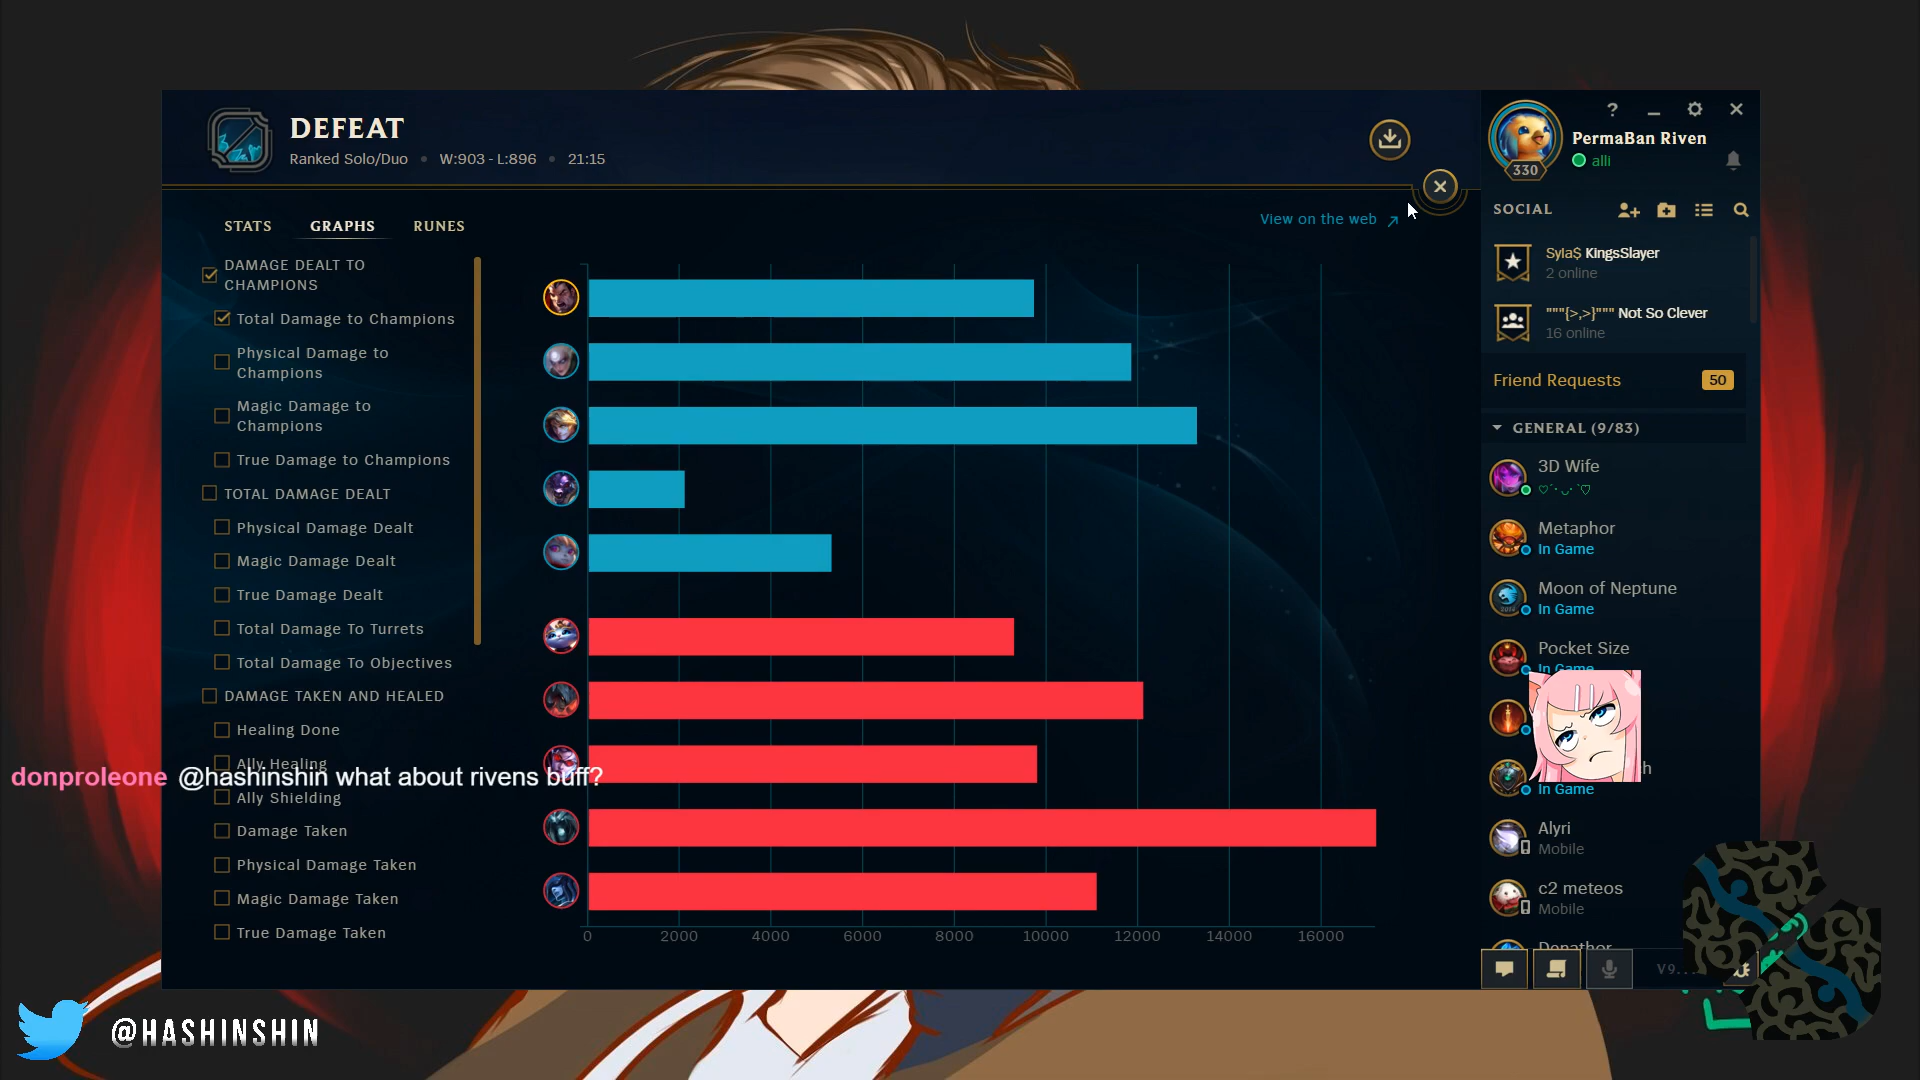 DEFEAT
Ranked Solo/Duo • W:903 - L:896 • 21:15
STATS GRAPHS RUNES
View on the web
DAMAGE DEALT TO
CHAMPIONS
Total Damage to Champions
Physical Damage to
Champions
Magic Damage to
Champions
True Damage to Champions
TOTAL DAMAGE DEALT
Physical Damage Dealt
Magic Damage Dealt
True Damage Dealt
Total Damage To Turrets
Total Damage To Objectives
DAMAGE TAKEN AND HEALED
Healing Done
Ally Healing
donproleone @hashinshin what about rivens buff?
Ally Shielding
Damage Taken
Physical Damage Taken
Magic Damage Taken
True Damage Taken
0 2000 4000 6000 8000 10000 12000 14000 16000
PermaBan Riven
alli
330
SOCIAL
Syla$ KingsSlayer
2 online
"""{>,>}""" Not So Clever
16 online
Friend Requests 50
GENERAL (9/83)
3D Wife
Metaphor
In Game
Moon of Neptune
In Game
Pocket Size
In Game
In Game
Alyri
Mobile
c2 meteos
Mobile
@HASHINSHIN